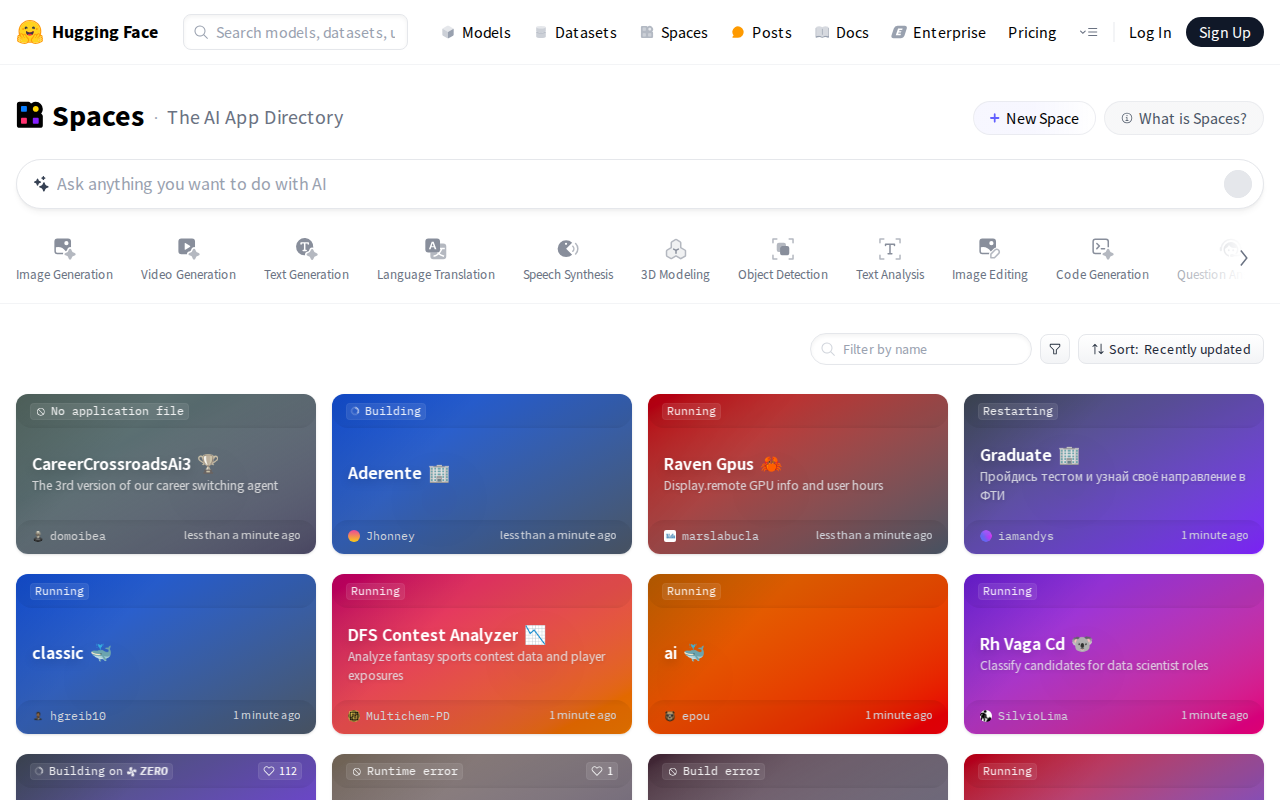 Hugging Face
Search models, datasets, u
Models
Datasets
Spaces
Posts
Docs
Enterprise
Pricing
Log In
Sign Up
Spaces · The AI App Directory
+ New Space
What is Spaces?
Ask anything you want to do with AI
Image Generation
Video Generation
Text Generation
Language Translation
Speech Synthesis
3D Modeling
Object Detection
Text Analysis
Image Editing
Code Generation
Question
Filter by name
Sort: Recently updated
No application file
CareerCrossroadsAi3
The 3rd version of our career switching agent
domoibea
less than a minute ago
Building
Aderente
Jhonney
less than a minute ago
Running
Raven Gpus
Display.remote GPU info and user hours
marslabucla
less than a minute ago
Restarting
Graduate
Пройдись тестом и узнай своё направление в
ФТИ
iamandys
1 minute ago
Running
classic
hgreib10
1 minute ago
Running
DFS Contest Analyzer
Analyze fantasy sports contest data and player
exposures
Multichem-PD
1 minute ago
Running
ai
epou
1 minute ago
Running
Rh Vaga Cd
Classify candidates for data scientist roles
SilvioLima
1 minute ago
Building on ZERO
112
Runtime error
1
Build error
Running